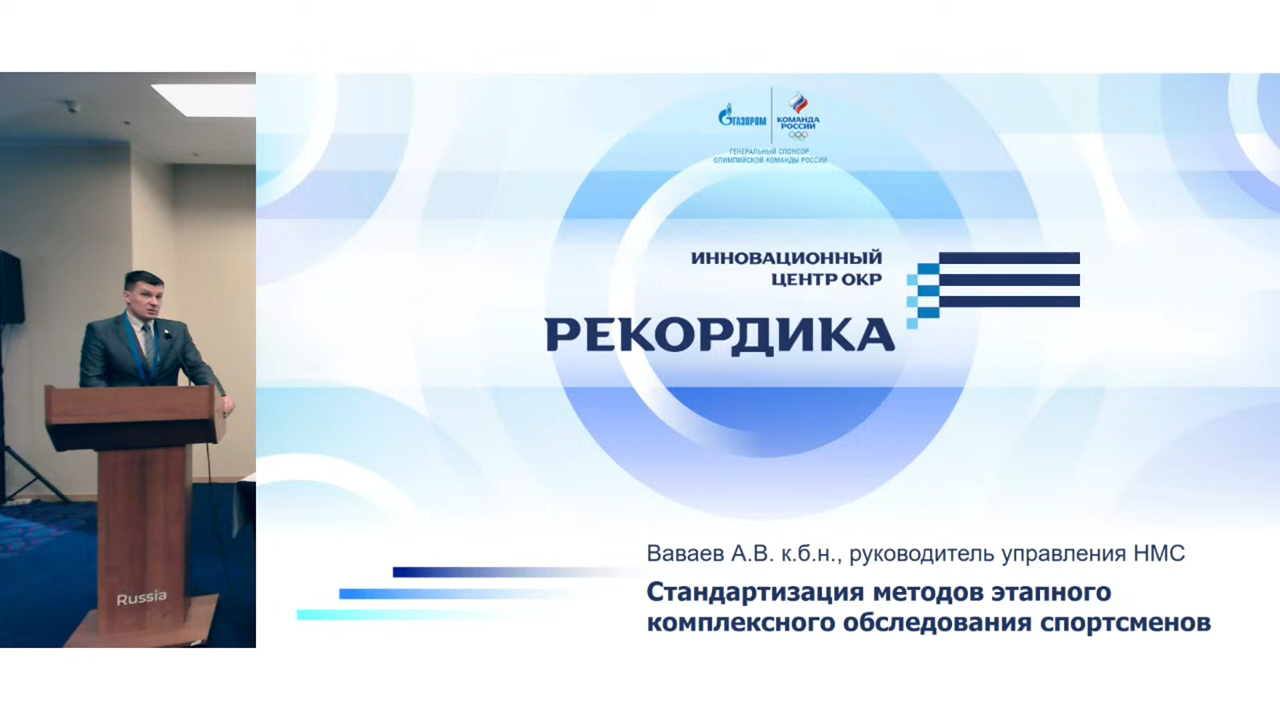 ГАЗПРОМ
КОМАНДА
РОССИИ
ГЕНЕРАЛЬНЫЙ СПОНСОР
ОЛИМПИЙСКОЙ КОМАНДЫ РОССИИ
ИННОВАЦИОННЫЙ
ЦЕНТР ОКР
РЕКОРДИКА
Ваваев А.В. к.б.н., руководитель управления НМС
Стандартизация методов этапного
комплексного обследования спортсменов
Russia